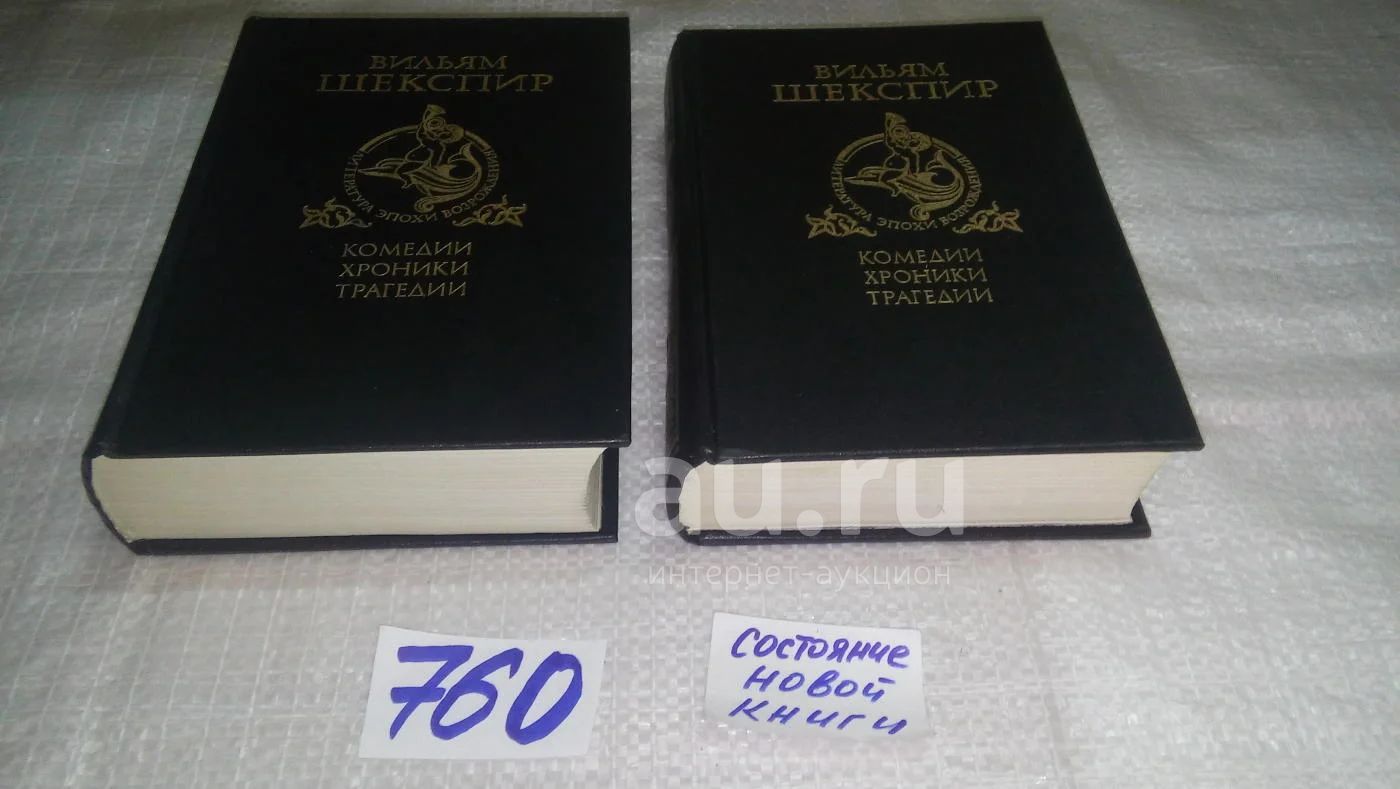 ВИЛЬЯМ
ШЕКСПИР
ЛИТЕРАТУРА ЭПОХИ ВОЗРОЖДЕНИЯ
КОМЕДИИ
ХРОНИКИ
ТРАГЕДИИ
ВИЛЬЯМ
ШЕКСПИР
ЛИТЕРАТУРА ЭПОХИ ВОЗРОЖДЕНИЯ
КОМЕДИИ
ХРОНИКИ
ТРАГЕДИИ
au.ru
интернет-аукцион
760
СОСТОЯНИЕ
НОВОЙ
КНИГИ